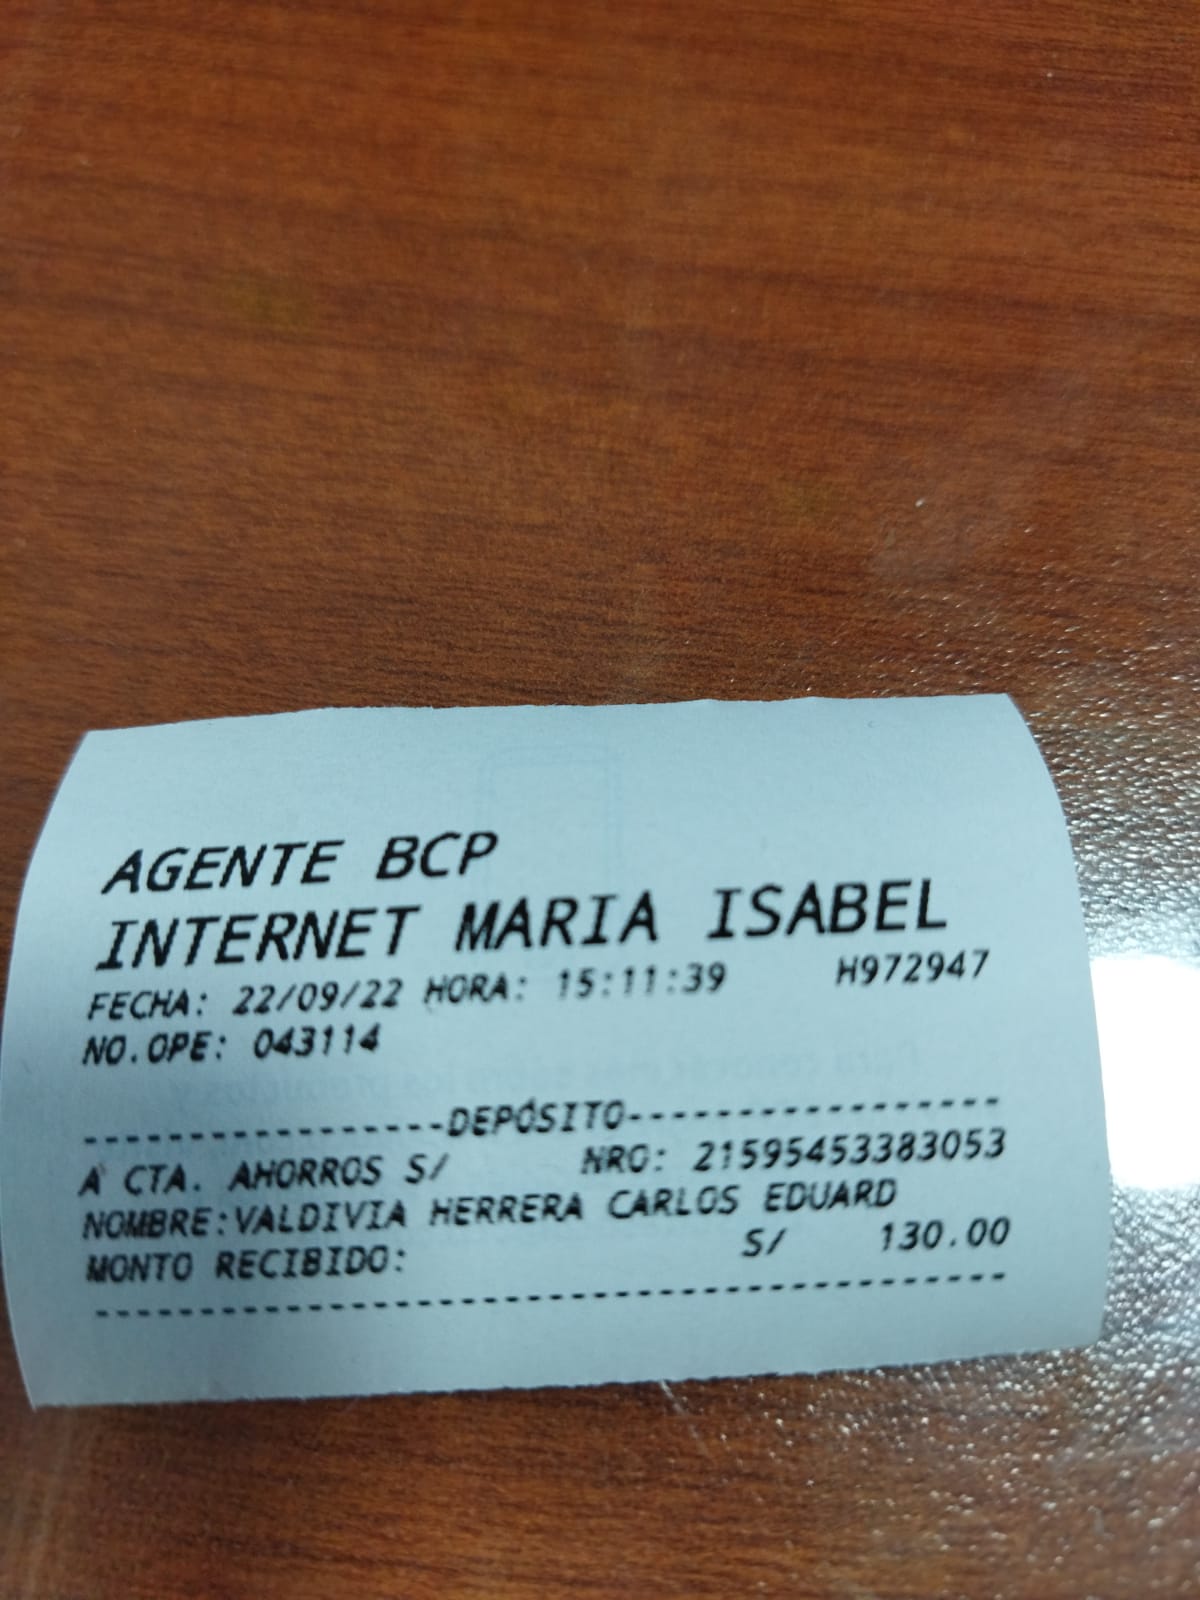 AGENTE BCP
INTERNET MARIA ISABEL
FECHA: 22/09/22 HORA: 15:11:39 H972947
NO.OPE: 043114
-----------------DEPÓSITO-----------------
A CTA. AHORROS S/ NRO: 21595453383053
NOMBRE:VALDIVIA HERRERA CARLOS EDUARD
MONTO RECIBIDO: S/ 130.00
------------------------------------------